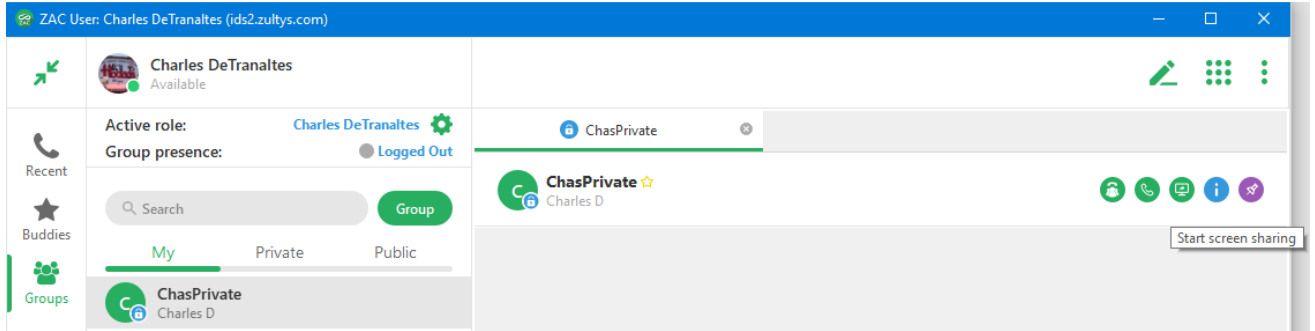 ZAC User: Charles DeTranaltes (ids2.zultys.com)
Charles DeTranaltes
Available
Active role: Charles DeTranaltes
Group presence: Logged Out
Recent
Search
Group
Buddies
My Private Public
Groups
C
ChasPrivate
Charles D
ChasPrivate
C
ChasPrivate
Charles D
Start screen sharing